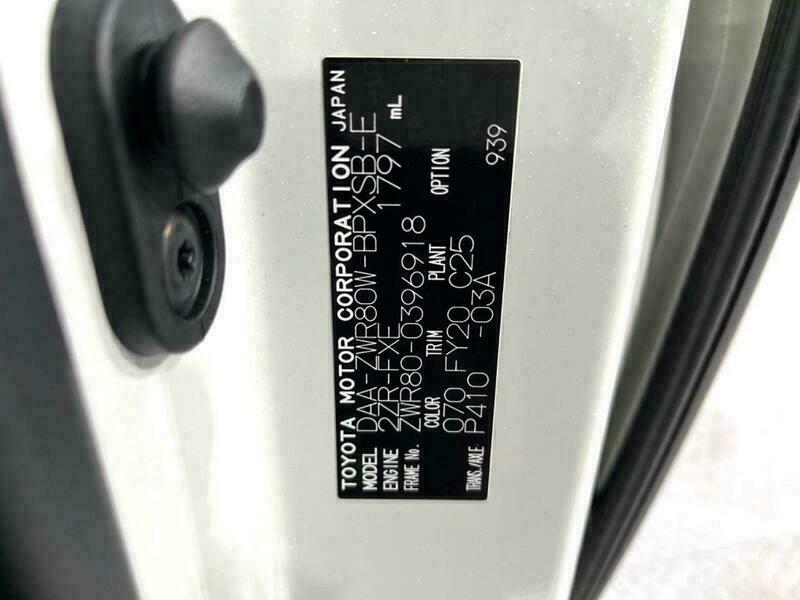 TOYOTA MOTOR CORPORATION JAPAN
MODEL DAA-ZWR80W-BPXSB-E
ENGINE 2ZR-FXE 1797 mL
FRAME No. ZWR80-0396918
COLOR TRIM PLANT OPTION
070 FY20 C25
TRANS./AXLE P410 -03A 939